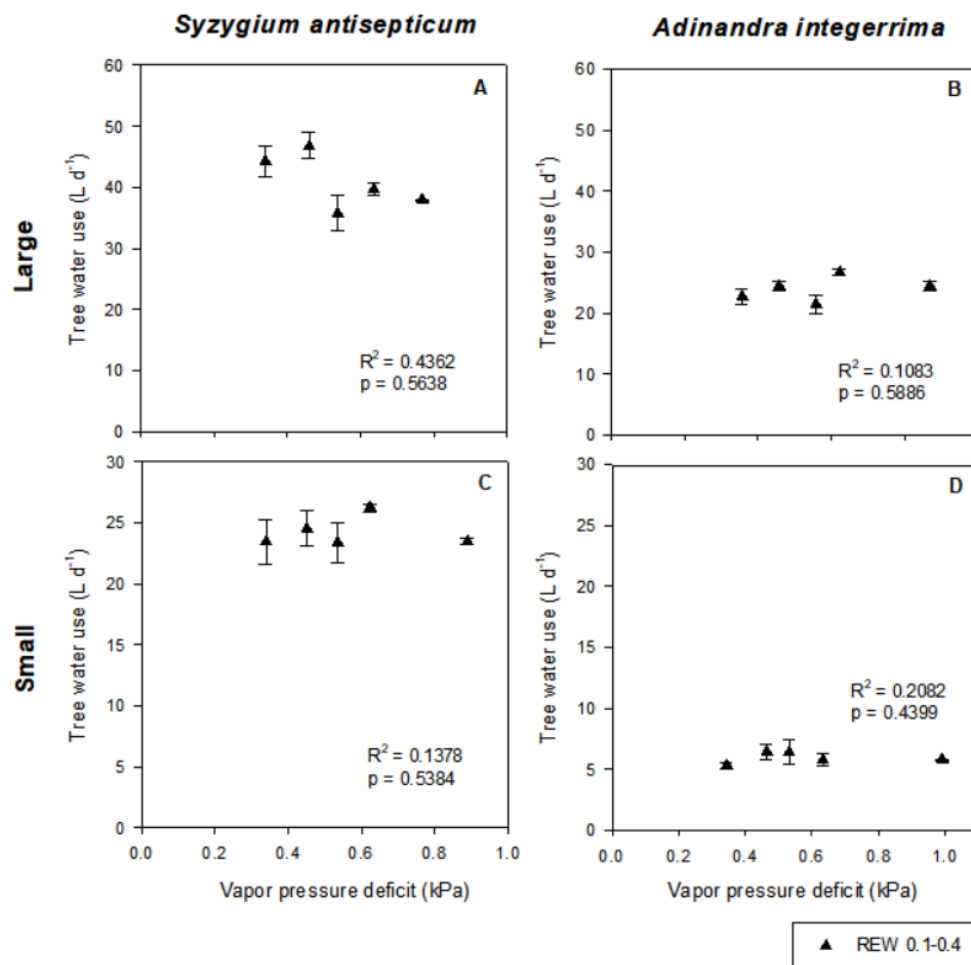 Syzygium antisepticum
Adinandra integerrima
Large
Tree water use (L d⁻¹)
60
50
40
30
20
10
0
A
R² = 0.4362
p = 0.5638
Tree water use (L d⁻¹)
60
50
40
30
20
10
0
B
R² = 0.1083
p = 0.5886
Small
Tree water use (L d⁻¹)
30
25
20
15
10
5
0
C
R² = 0.1378
p = 0.5384
0.0 0.2 0.4 0.6 0.8 1.0
Vapor pressure deficit (kPa)
Tree water use (L d⁻¹)
30
25
20
15
10
5
0
D
R² = 0.2082
p = 0.4399
0.0 0.2 0.4 0.6 0.8 1.0
Vapor pressure deficit (kPa)
REW 0.1-0.4